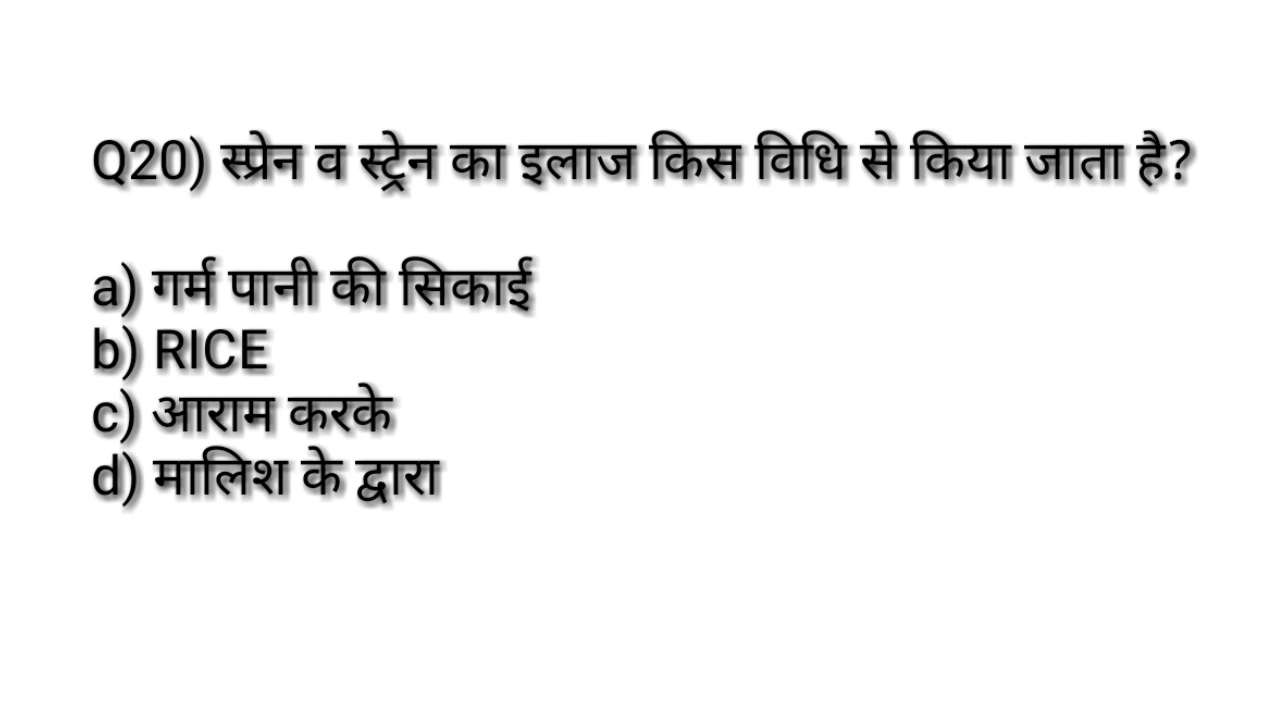 Q20) स्प्रेन व स्ट्रेन का इलाज किस विधि से किया जाता है?
a) गर्म पानी की सिकाई
b) RICE
c) आराम करके
d) मालिश के द्वारा